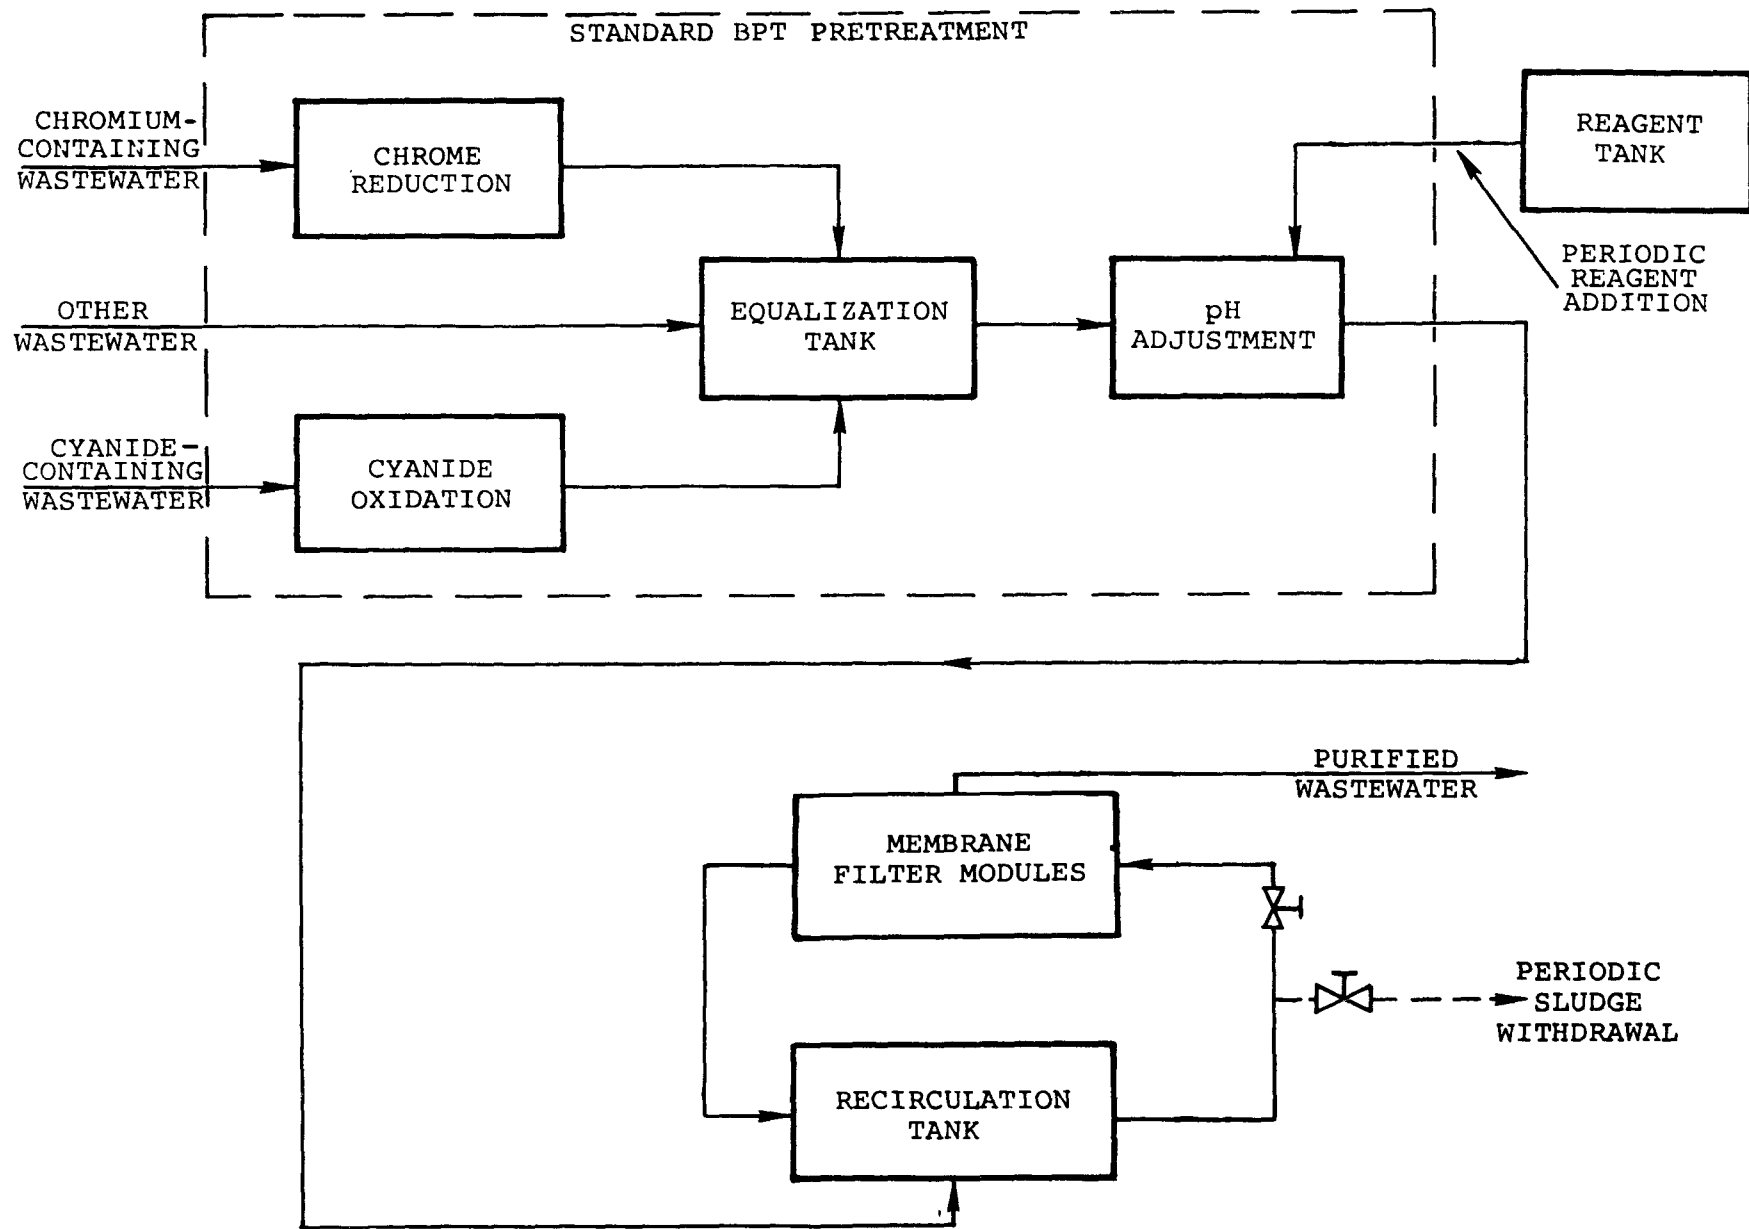 STANDARD BPT PRETREATMENT
CHROMIUM-
CONTAINING
WASTEWATER
CHROME
REDUCTION
REAGENT
TANK
PERIODIC
REAGENT
ADDITION
OTHER
WASTEWATER
EQUALIZATION
TANK
pH
ADJUSTMENT
CYANIDE-
CONTAINING
WASTEWATER
CYANIDE
OXIDATION
PURIFIED
WASTEWATER
MEMBRANE
FILTER MODULES
PERIODIC
SLUDGE
WITHDRAWAL
RECIRCULATION
TANK